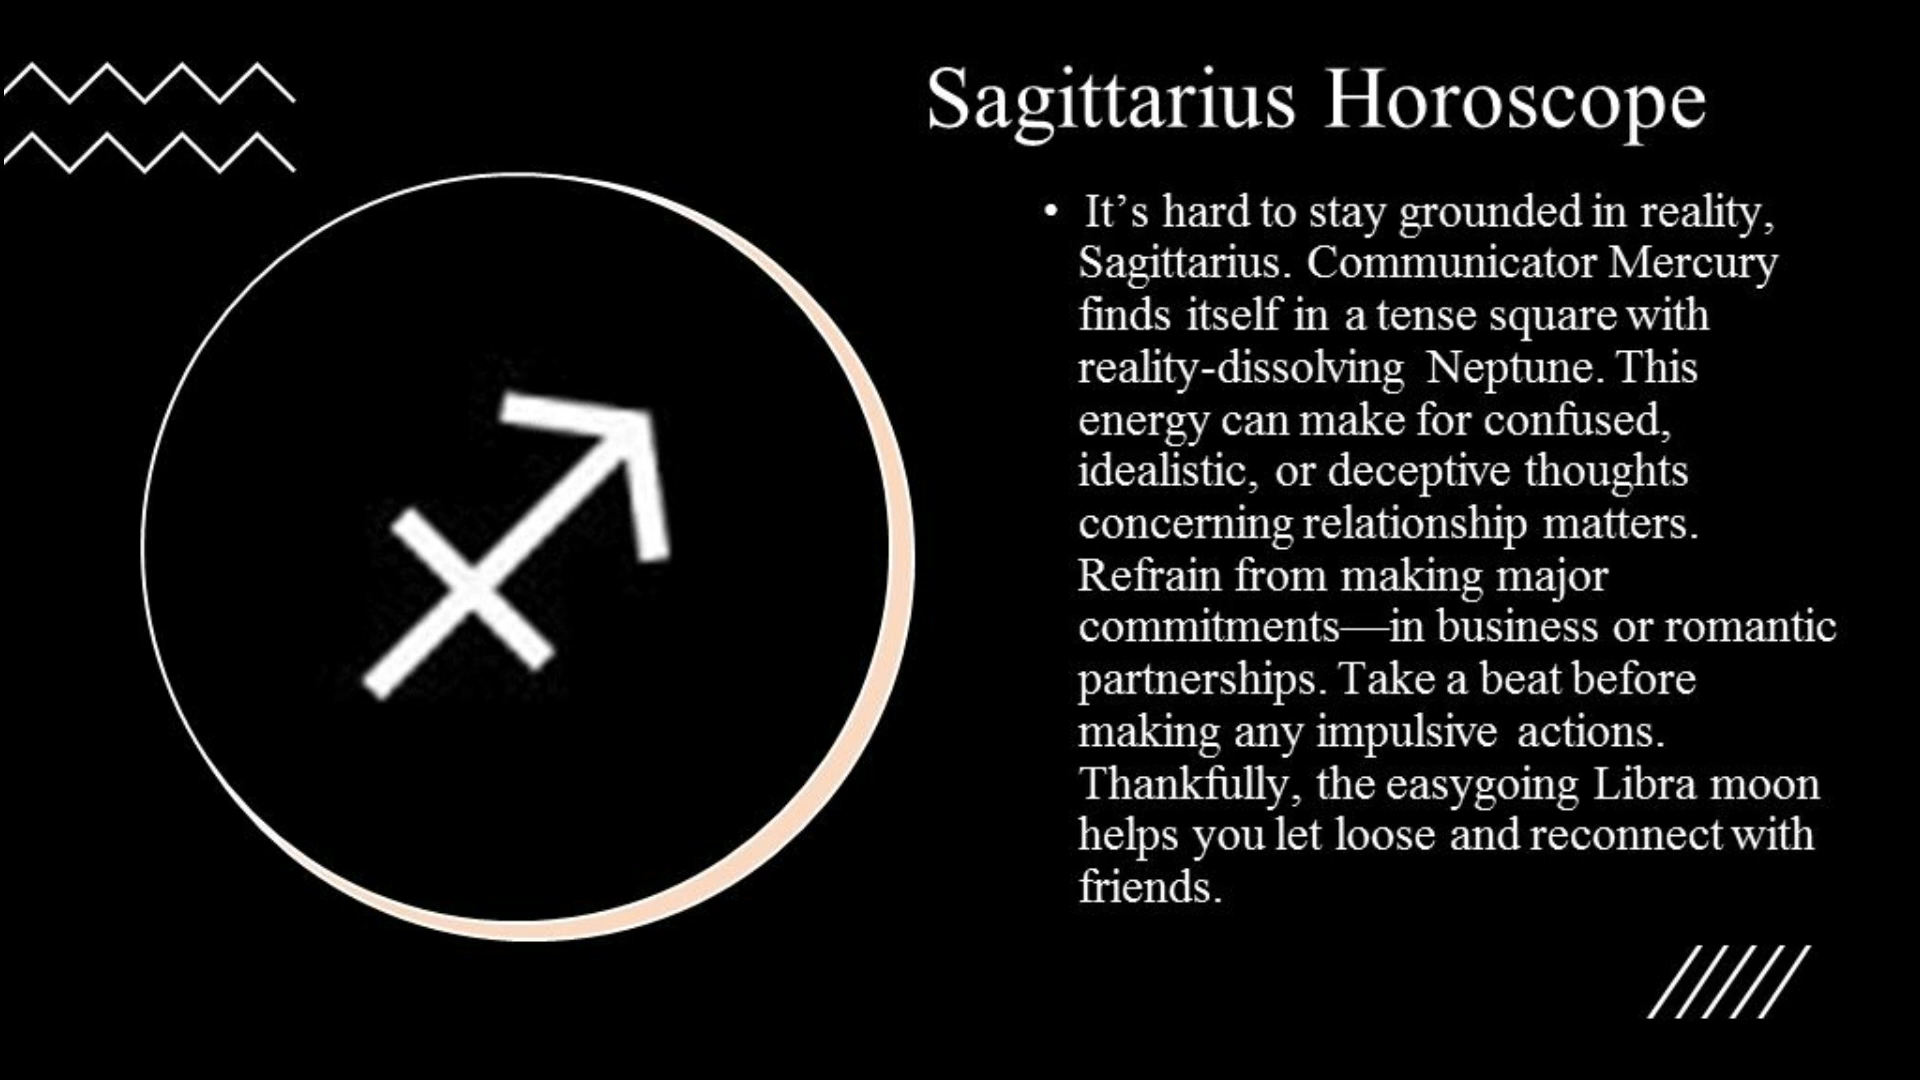 Sagittarius Horoscope
• It’s hard to stay grounded in reality,
Sagittarius. Communicator Mercury
finds itself in a tense square with
reality-dissolving Neptune. This
energy can make for confused,
idealistic, or deceptive thoughts
concerning relationship matters.
Refrain from making major
commitments—in business or romantic
partnerships. Take a beat before
making any impulsive actions.
Thankfully, the easygoing Libra moon
helps you let loose and reconnect with
friends.